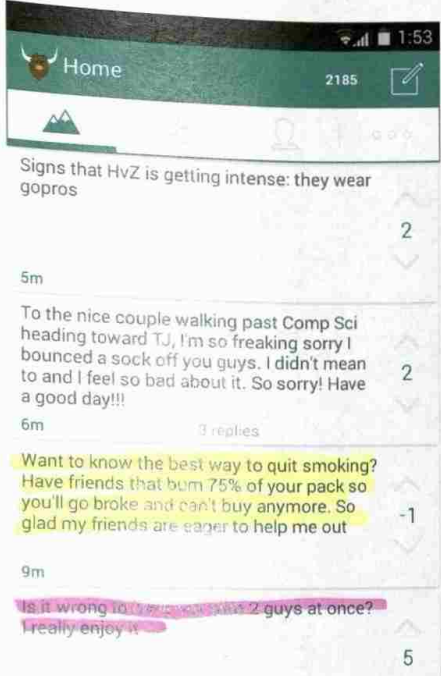 1:53
Home
2185
Signs that HvZ is getting intense: they wear
gopros
2
5m
To the nice couple walking past Comp Sci
heading toward TJ, I'm so freaking sorry I
bounced a sock off you guys. I didn't mean
to and I feel so bad about it. So sorry! Have
a good day!!!
2
6m
3 replies
Want to know the best way to quit smoking?
Have friends that bum 75% of your pack so
you'll go broke and can't buy anymore. So
glad my friends are eager to help me out
-1
9m
Is it wrong to 2 guys at once?
I really enjoy it
5